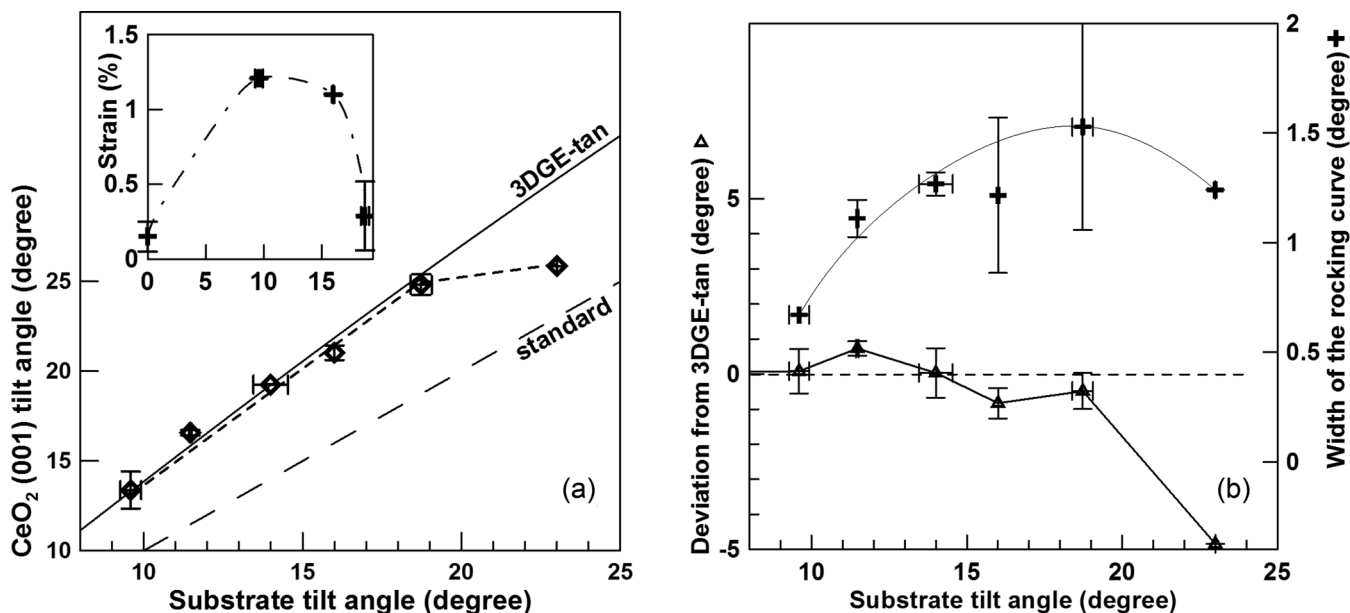 CeO2 (001) tilt angle (degree)
25
20
15
13
10
Strain (%)
1.5
1
0.5
0
0
10
15
3DGE-tan
standard
(a)
10
15
20
25
Substrate tilt angle (degree)
Deviation from 3DGE-tan (degree) Δ
5
0
-5
(b)
10
15
20
25
Substrate tilt angle (degree)
Width of the rocking curve (degree) +
2
1.5
1
0.5
0